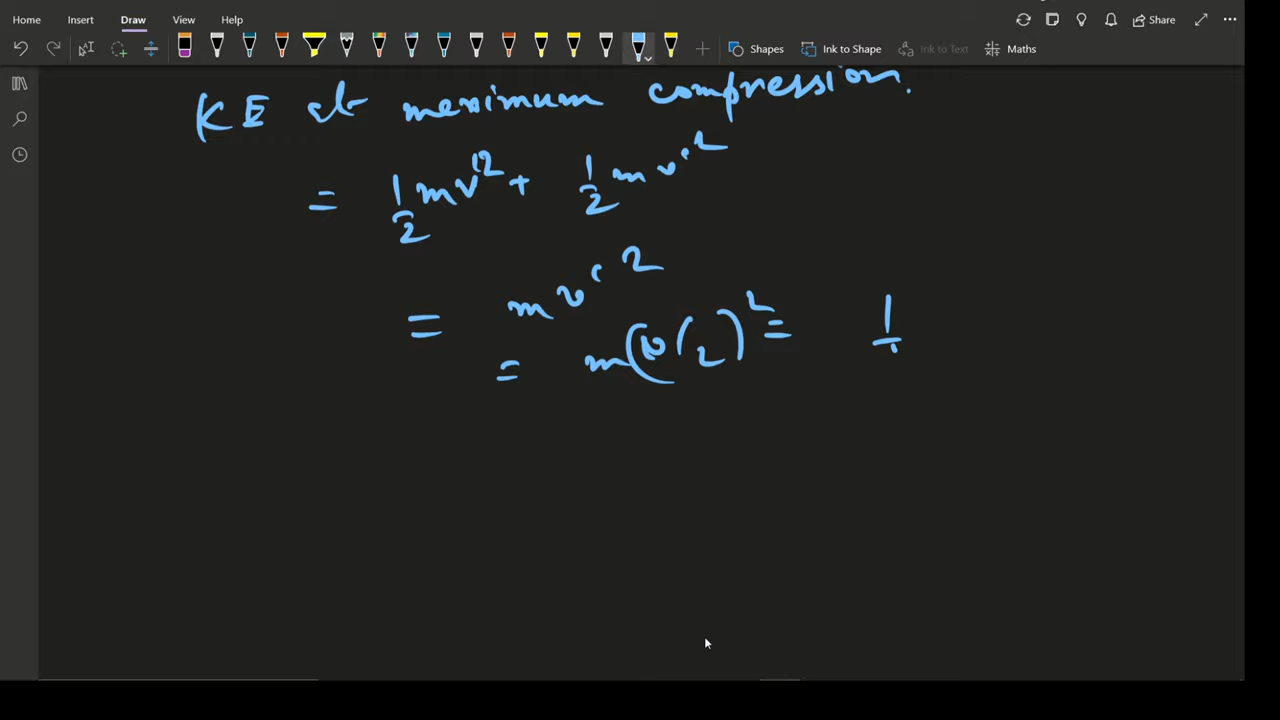 Home Insert Draw View Help
Share
Shapes Ink to Shape Ink to Text Maths
KE at maximum compression.
= 1/2 mv'2 + 1/2 mv'2
= mv'2
= m(v/2)2 = 1/